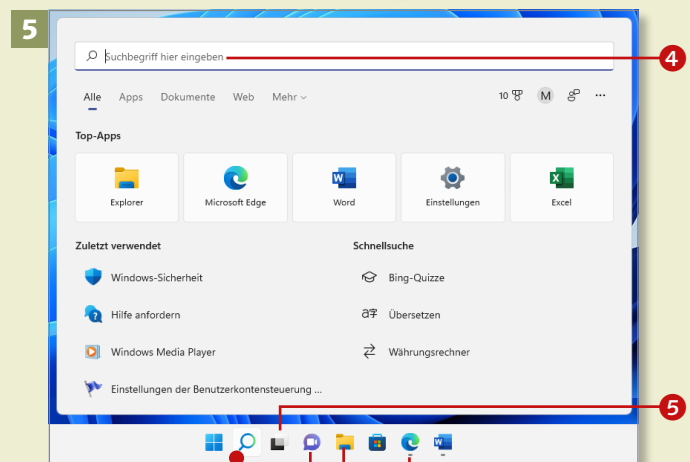 5
Suchbegriff hier eingeben
4
Alle Apps Dokumente Web Mehr
10 M ...
Top-Apps
Explorer Microsoft Edge Word Einstellungen Excel
Zuletzt verwendet Schnellsuche
Windows-Sicherheit Bing-Quizze
Hilfe anfordern Übersetzen
Windows Media Player Währungsrechner
Einstellungen der Benutzerkontensteuerung ...
5